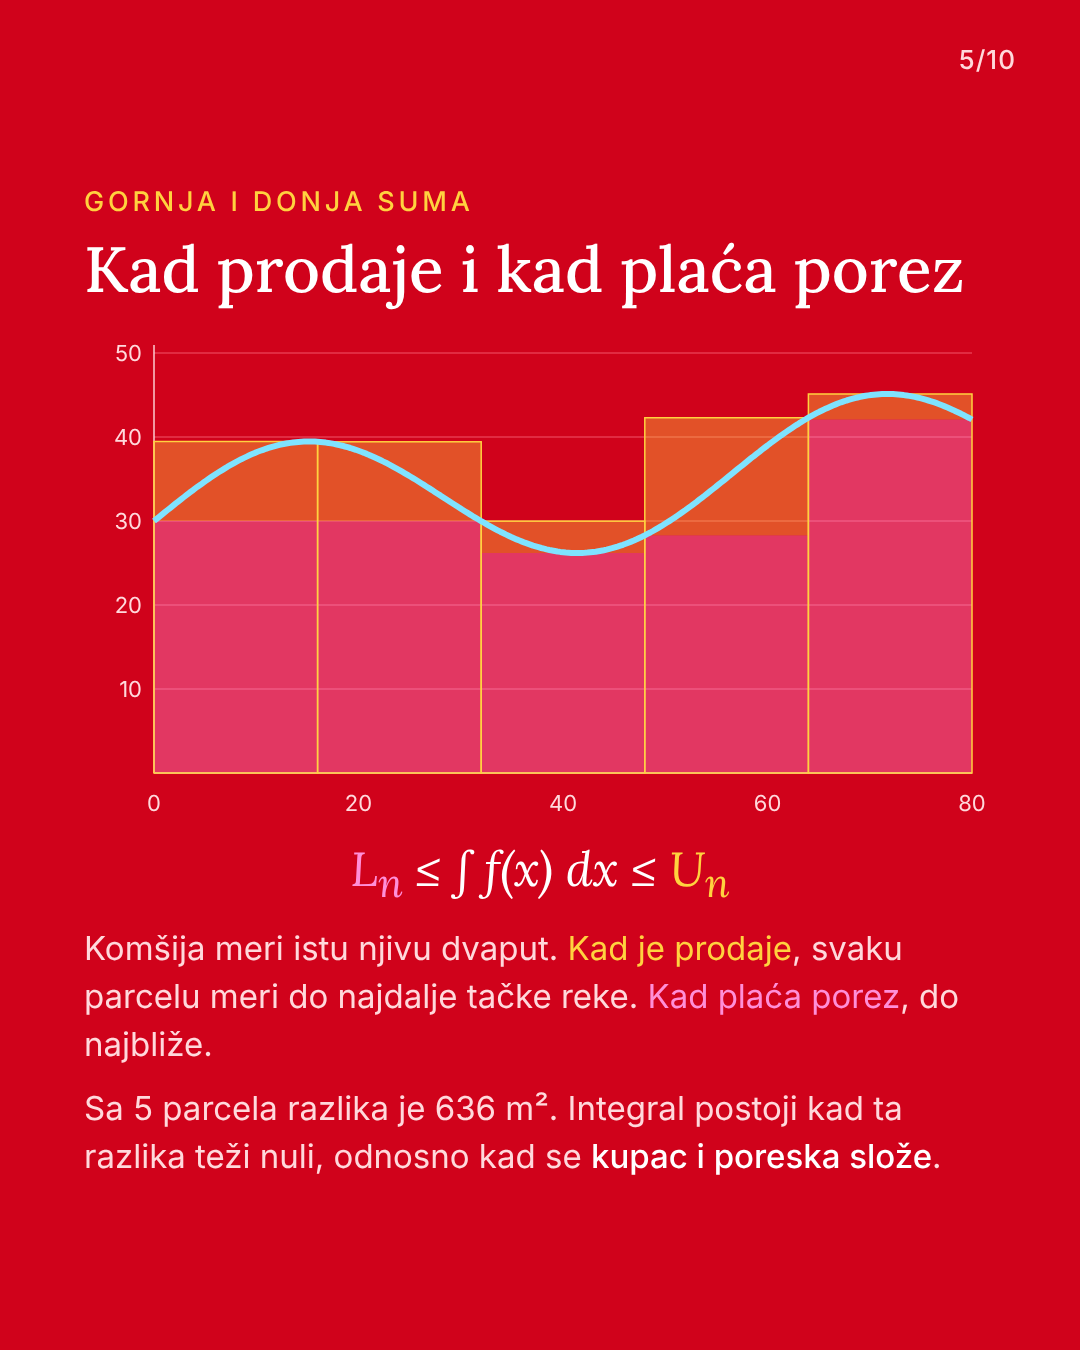 5/10
GORNJA I DONJA SUMA
Kad prodaje i kad plaća porez
50
40
30
20
10
0 20 40 60 80
Ln ≤ ∫ f(x) dx ≤ Un
Komšija meri istu njivu dvaput. Kad je prodaje, svaku
parcelu meri do najdalje tačke reke. Kad plaća porez, do
najbliže.
Sa 5 parcela razlika je 636 m². Integral postoji kad ta
razlika teži nuli, odnosno kad se kupac i poreska slože.